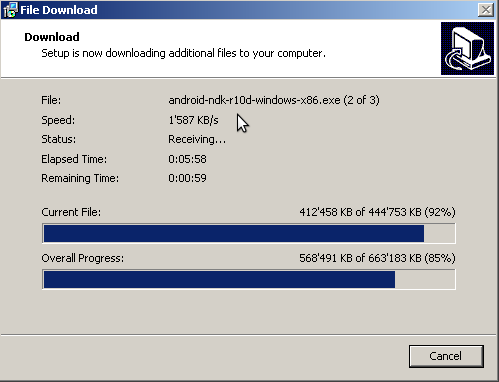 File Download
Download
Setup is now downloading additional files to your computer.
File: android-ndk-r10d-windows-x86.exe (2 of 3)
Speed: 1'587 KB/s
Status: Receiving...
Elapsed Time: 0:05:58
Remaining Time: 0:00:59
Current File: 412'458 KB of 444'753 KB (92%)
Overall Progress: 568'491 KB of 663'183 KB (85%)
Cancel